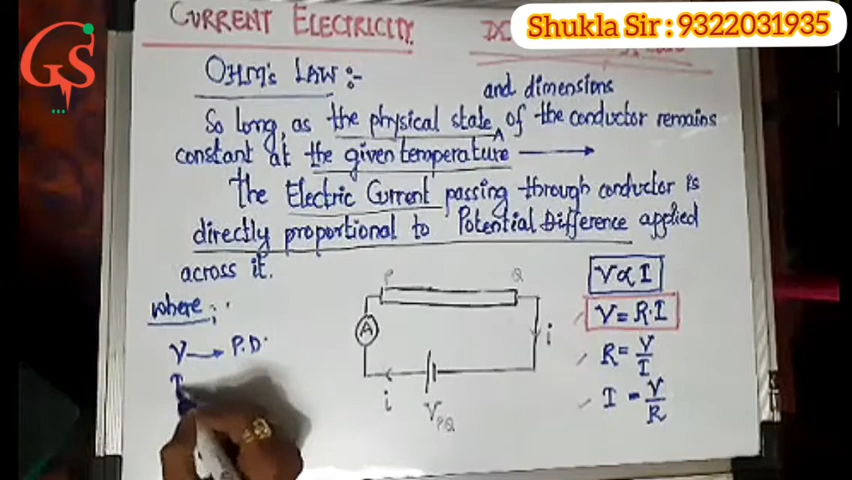 CURRENT ELECTRICITY
Shukla Sir : 9322031935
GS
OHM's LAW :-
and dimensions
So long, as the physical state ^ of the conductor remains
constant at the given temperature →
the Electric Current passing through conductor is
directly proportional to Potential Difference applied
across it.
where :
V → P.D.
I
P
Q
A
i
i
V_PQ
V ∝ I
V = R.I
R = V/I
I = V/R